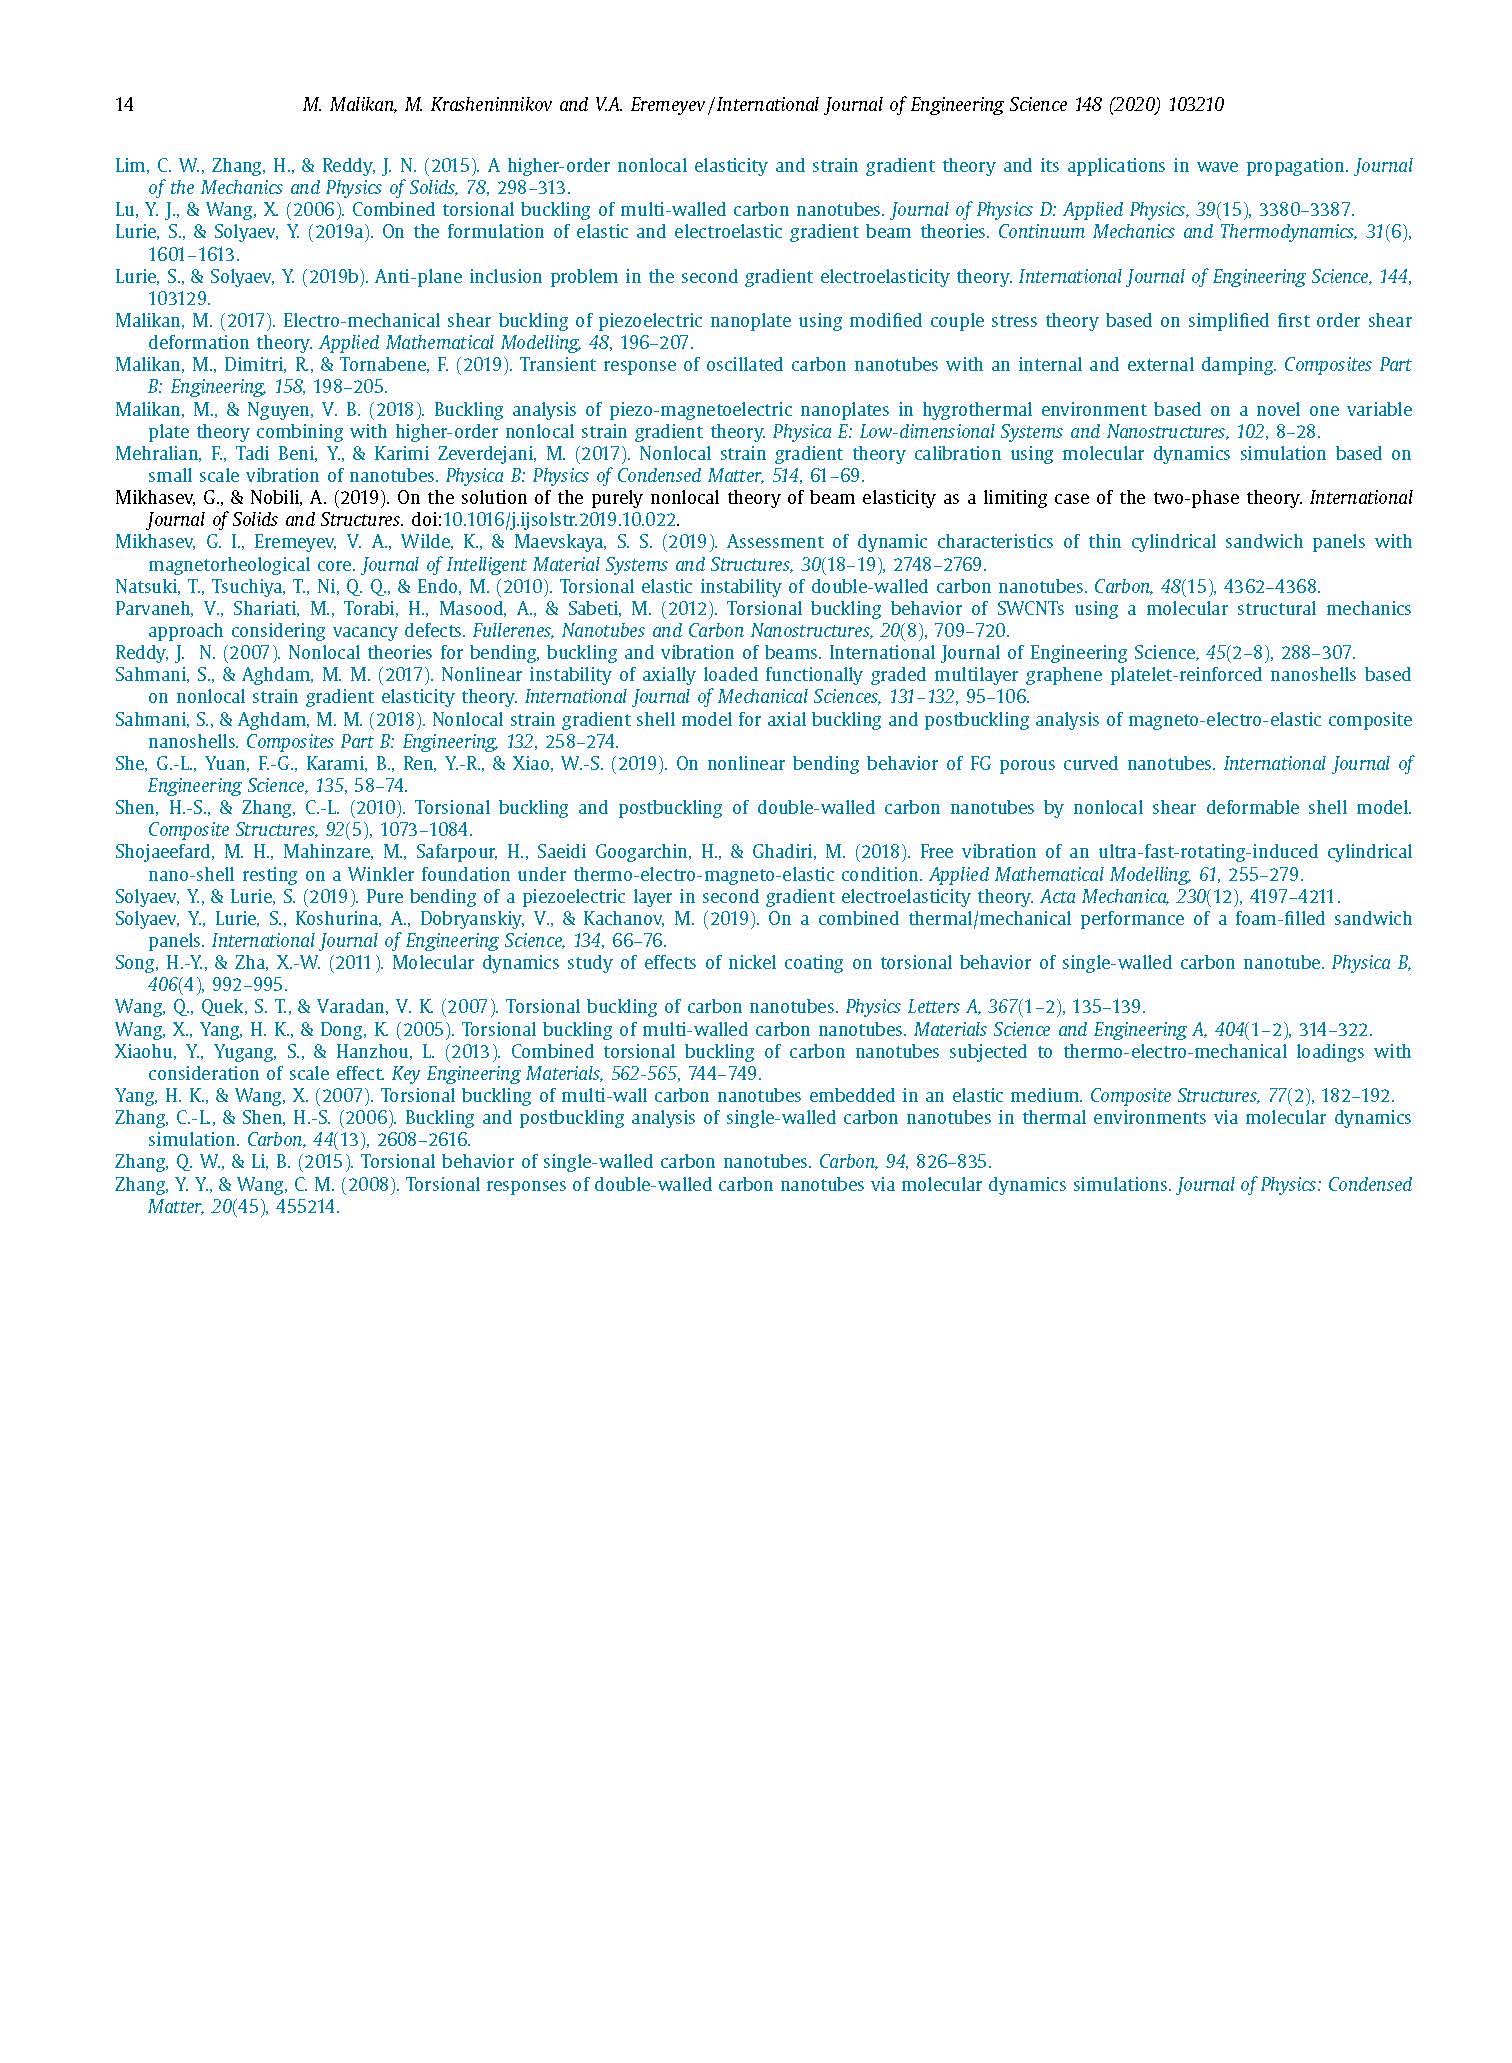 14
M. Malikan, M. Krasheninnikov and V.A. Eremeyev / International Journal of Engineering Science 148 (2020) 103210
Lim, C. W., Zhang, H., & Reddy, J. N. (2015). A higher-order nonlocal elasticity and strain gradient theory and its applications in wave propagation. Journal
of the Mechanics and Physics of Solids, 78, 298–313.
Lu, Y. J., & Wang, X. (2006). Combined torsional buckling of multi-walled carbon nanotubes. Journal of Physics D: Applied Physics, 39(15), 3380–3387.
Lurie, S., & Solyaev, Y. (2019a). On the formulation of elastic and electroelastic gradient beam theories. Continuum Mechanics and Thermodynamics, 31(6),
1601–1613.
Lurie, S., & Solyaev, Y. (2019b). Anti-plane inclusion problem in the second gradient electroelasticity theory. International Journal of Engineering Science, 144,
103129.
Malikan, M. (2017). Electro-mechanical shear buckling of piezoelectric nanoplate using modified couple stress theory based on simplified first order shear
deformation theory. Applied Mathematical Modelling, 48, 196–207.
Malikan, M., Dimitri, R., & Tornabene, F. (2019). Transient response of oscillated carbon nanotubes with an internal and external damping. Composites Part
B: Engineering, 158, 198–205.
Malikan, M., & Nguyen, V. B. (2018). Buckling analysis of piezo-magnetoelectric nanoplates in hygrothermal environment based on a novel one variable
plate theory combining with higher-order nonlocal strain gradient theory. Physica E: Low-dimensional Systems and Nanostructures, 102, 8–28.
Mehralian, F., Tadi Beni, Y., & Karimi Zeverdejani, M. (2017). Nonlocal strain gradient theory calibration using molecular dynamics simulation based on
small scale vibration of nanotubes. Physica B: Physics of Condensed Matter, 514, 61–69.
Mikhasev, G., & Nobili, A. (2019). On the solution of the purely nonlocal theory of beam elasticity as a limiting case of the two-phase theory. International
Journal of Solids and Structures. doi:10.1016/j.ijsolstr.2019.10.022.
Mikhasev, G. I., Eremeyev, V. A., Wilde, K., & Maevskaya, S. S. (2019). Assessment of dynamic characteristics of thin cylindrical sandwich panels with
magnetorheological core. Journal of Intelligent Material Systems and Structures, 30(18–19), 2748–2769.
Natsuki, T., Tsuchiya, T., Ni, Q. Q., & Endo, M. (2010). Torsional elastic instability of double-walled carbon nanotubes. Carbon, 48(15), 4362–4368.
Parvaneh, V., Shariati, M., Torabi, H., Masood, A., & Sabeti, M. (2012). Torsional buckling behavior of SWCNTs using a molecular structural mechanics
approach considering vacancy defects. Fullerenes, Nanotubes and Carbon Nanostructures, 20(8), 709–720.
Reddy, J. N. (2007). Nonlocal theories for bending, buckling and vibration of beams. International Journal of Engineering Science, 45(2–8), 288–307.
Sahmani, S., & Aghdam, M. M. (2017). Nonlinear instability of axially loaded functionally graded multilayer graphene platelet-reinforced nanoshells based
on nonlocal strain gradient elasticity theory. International Journal of Mechanical Sciences, 131–132, 95–106.
Sahmani, S., & Aghdam, M. M. (2018). Nonlocal strain gradient shell model for axial buckling and postbuckling analysis of magneto-electro-elastic composite
nanoshells. Composites Part B: Engineering, 132, 258–274.
She, G.-L., Yuan, F.-G., Karami, B., Ren, Y.-R., & Xiao, W.-S. (2019). On nonlinear bending behavior of FG porous curved nanotubes. International Journal of
Engineering Science, 135, 58–74.
Shen, H.-S., & Zhang, C.-L. (2010). Torsional buckling and postbuckling of double-walled carbon nanotubes by nonlocal shear deformable shell model.
Composite Structures, 92(5), 1073–1084.
Shojaeefard, M. H., Mahinzare, M., Safarpour, H., Saeidi Googarchin, H., & Ghadiri, M. (2018). Free vibration of an ultra-fast-rotating-induced cylindrical
nano-shell resting on a Winkler foundation under thermo-electro-magneto-elastic condition. Applied Mathematical Modelling, 61, 255–279.
Solyaev, Y., & Lurie, S. (2019). Pure bending of a piezoelectric layer in second gradient electroelasticity theory. Acta Mechanica, 230(12), 4197–4211.
Solyaev, Y., Lurie, S., Koshurina, A., Dobryanskiy, V., & Kachanov, M. (2019). On a combined thermal/mechanical performance of a foam-filled sandwich
panels. International Journal of Engineering Science, 134, 66–76.
Song, H.-Y., & Zha, X.-W. (2011). Molecular dynamics study of effects of nickel coating on torsional behavior of single-walled carbon nanotube. Physica B,
406(4), 992–995.
Wang, Q., Quek, S. T., & Varadan, V. K. (2007). Torsional buckling of carbon nanotubes. Physics Letters A, 367(1–2), 135–139.
Wang, X., Yang, H. K., & Dong, K. (2005). Torsional buckling of multi-walled carbon nanotubes. Materials Science and Engineering A, 404(1–2), 314–322.
Xiaohu, Y., Yugang, S., & Hanzhou, L. (2013). Combined torsional buckling of carbon nanotubes subjected to thermo-electro-mechanical loadings with
consideration of scale effect. Key Engineering Materials, 562-565, 744–749.
Yang, H. K., & Wang, X. (2007). Torsional buckling of multi-wall carbon nanotubes embedded in an elastic medium. Composite Structures, 77(2), 182–192.
Zhang, C.-L., & Shen, H.-S. (2006). Buckling and postbuckling analysis of single-walled carbon nanotubes in thermal environments via molecular dynamics
simulation. Carbon, 44(13), 2608–2616.
Zhang, Q. W., & Li, B. (2015). Torsional behavior of single-walled carbon nanotubes. Carbon, 94, 826–835.
Zhang, Y. Y., & Wang, C. M. (2008). Torsional responses of double-walled carbon nanotubes via molecular dynamics simulations. Journal of Physics: Condensed
Matter, 20(45), 455214.